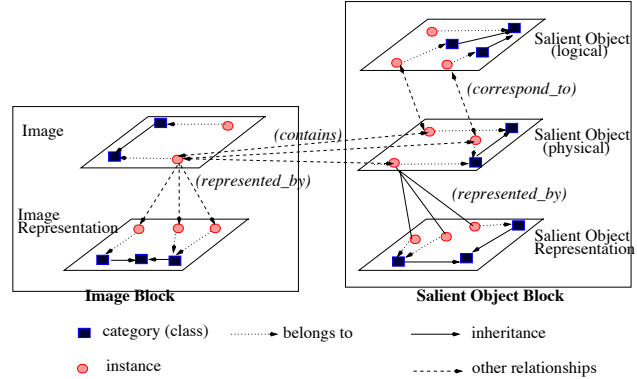 Salient Object
(logical)
(correspond_to)
Image
(contains)
Salient Object
(physical)
(represented_by)
(represented_by)
Image
Representation
Salient Object
Representation
Image Block
Salient Object Block
category (class)
belongs to
inheritance
instance
other relationships